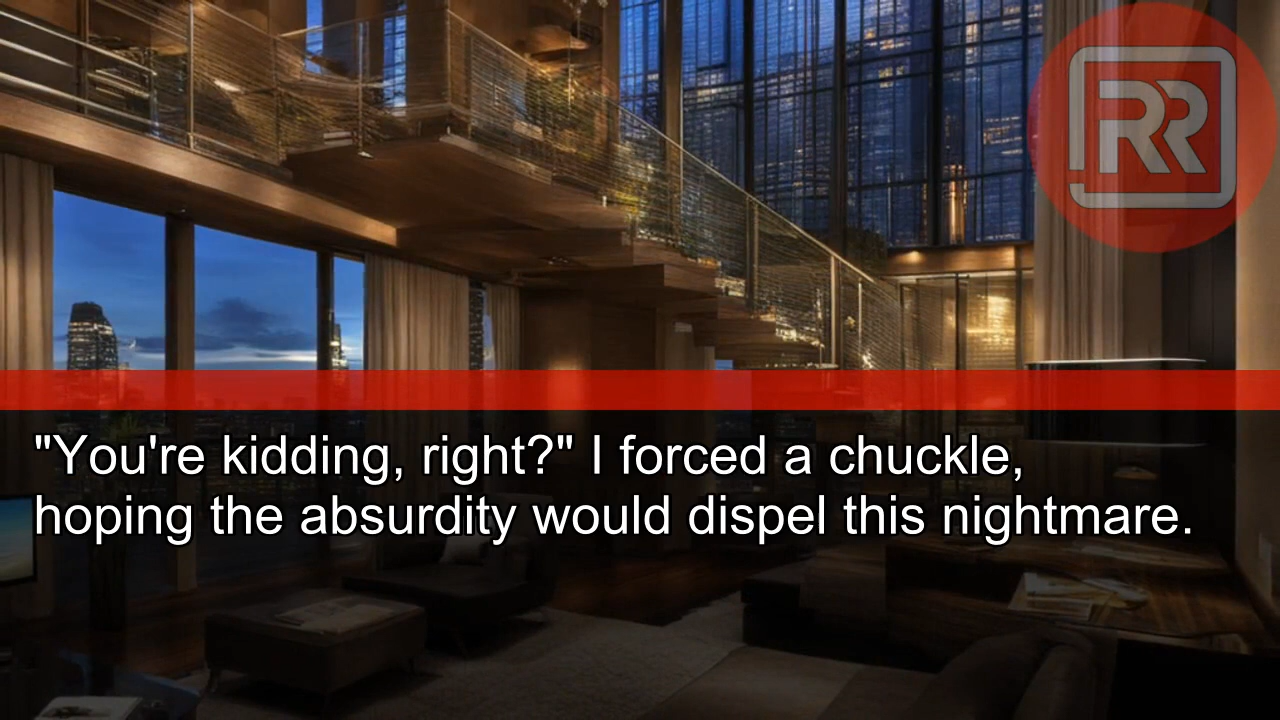 RR
"You're kidding, right?" I forced a chuckle,
hoping the absurdity would dispel this nightmare.